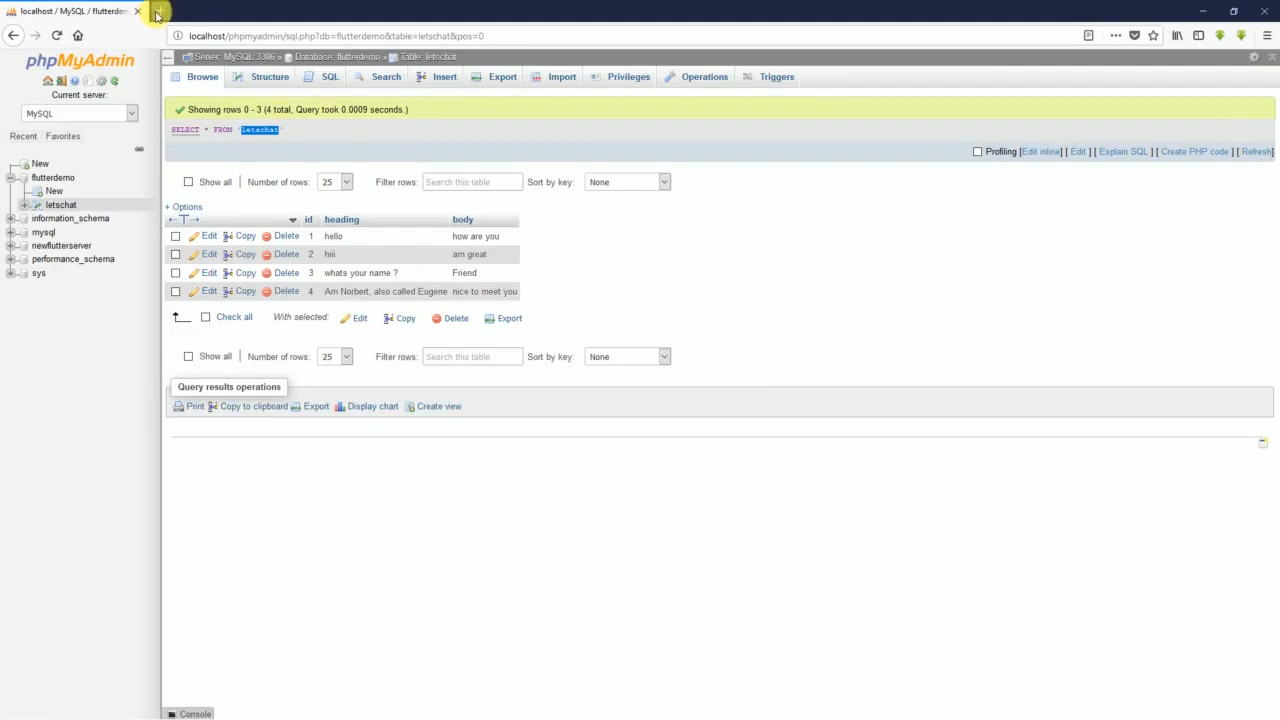 localhost / MySQL / flutterdem
localhost/phpmyadmin/sql.php?db=flutterdemo&table=letschat&pos=0
phpMyAdmin
Current server:
MySQL
Recent Favorites
New
flutterdemo
New
letschat
information_schema
mysql
newflutterserver
performance_schema
sys
Server: MySQL:3306 » Database: flutterdemo » Table: letschat
Browse Structure SQL Search Insert Export Import Privileges Operations Triggers
Showing rows 0 - 3 (4 total, Query took 0.0009 seconds.)
SELECT * FROM `letschat`
Profiling [Edit inline] [ Edit ] [ Explain SQL ] [ Create PHP code ] [ Refresh]
Show all | Number of rows: 25 Filter rows: Search this table Sort by key: None
+ Options
←T→ id heading body
Edit Copy Delete 1 hello how are you
Edit Copy Delete 2 hiii am great
Edit Copy Delete 3 whats your name ? Friend
Edit Copy Delete 4 Am Norbert, also called Eugene nice to meet you
Check all With selected: Edit Copy Delete Export
Show all | Number of rows: 25 Filter rows: Search this table Sort by key: None
Query results operations
Print Copy to clipboard Export Display chart Create view
Console